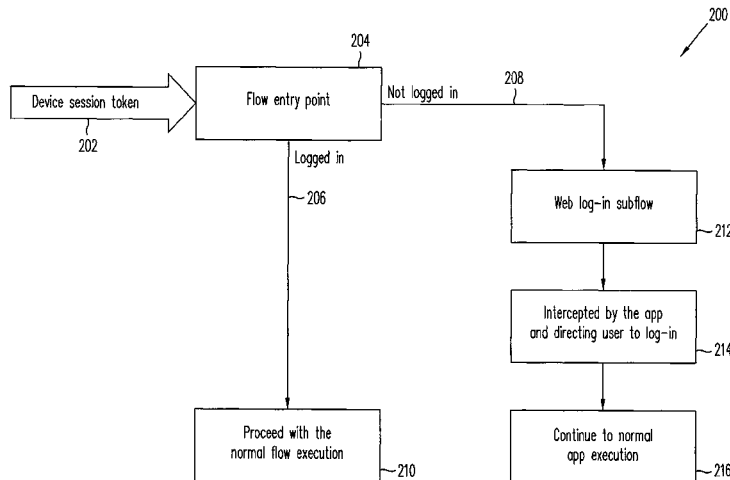 200
204
Device session token
202
Flow entry point
Not logged in
208
Logged in
206
Web log-in subflow
212
Intercepted by the app
and directing user to log-in
214
Proceed with the
normal flow execution
210
Continue to normal
app execution
216